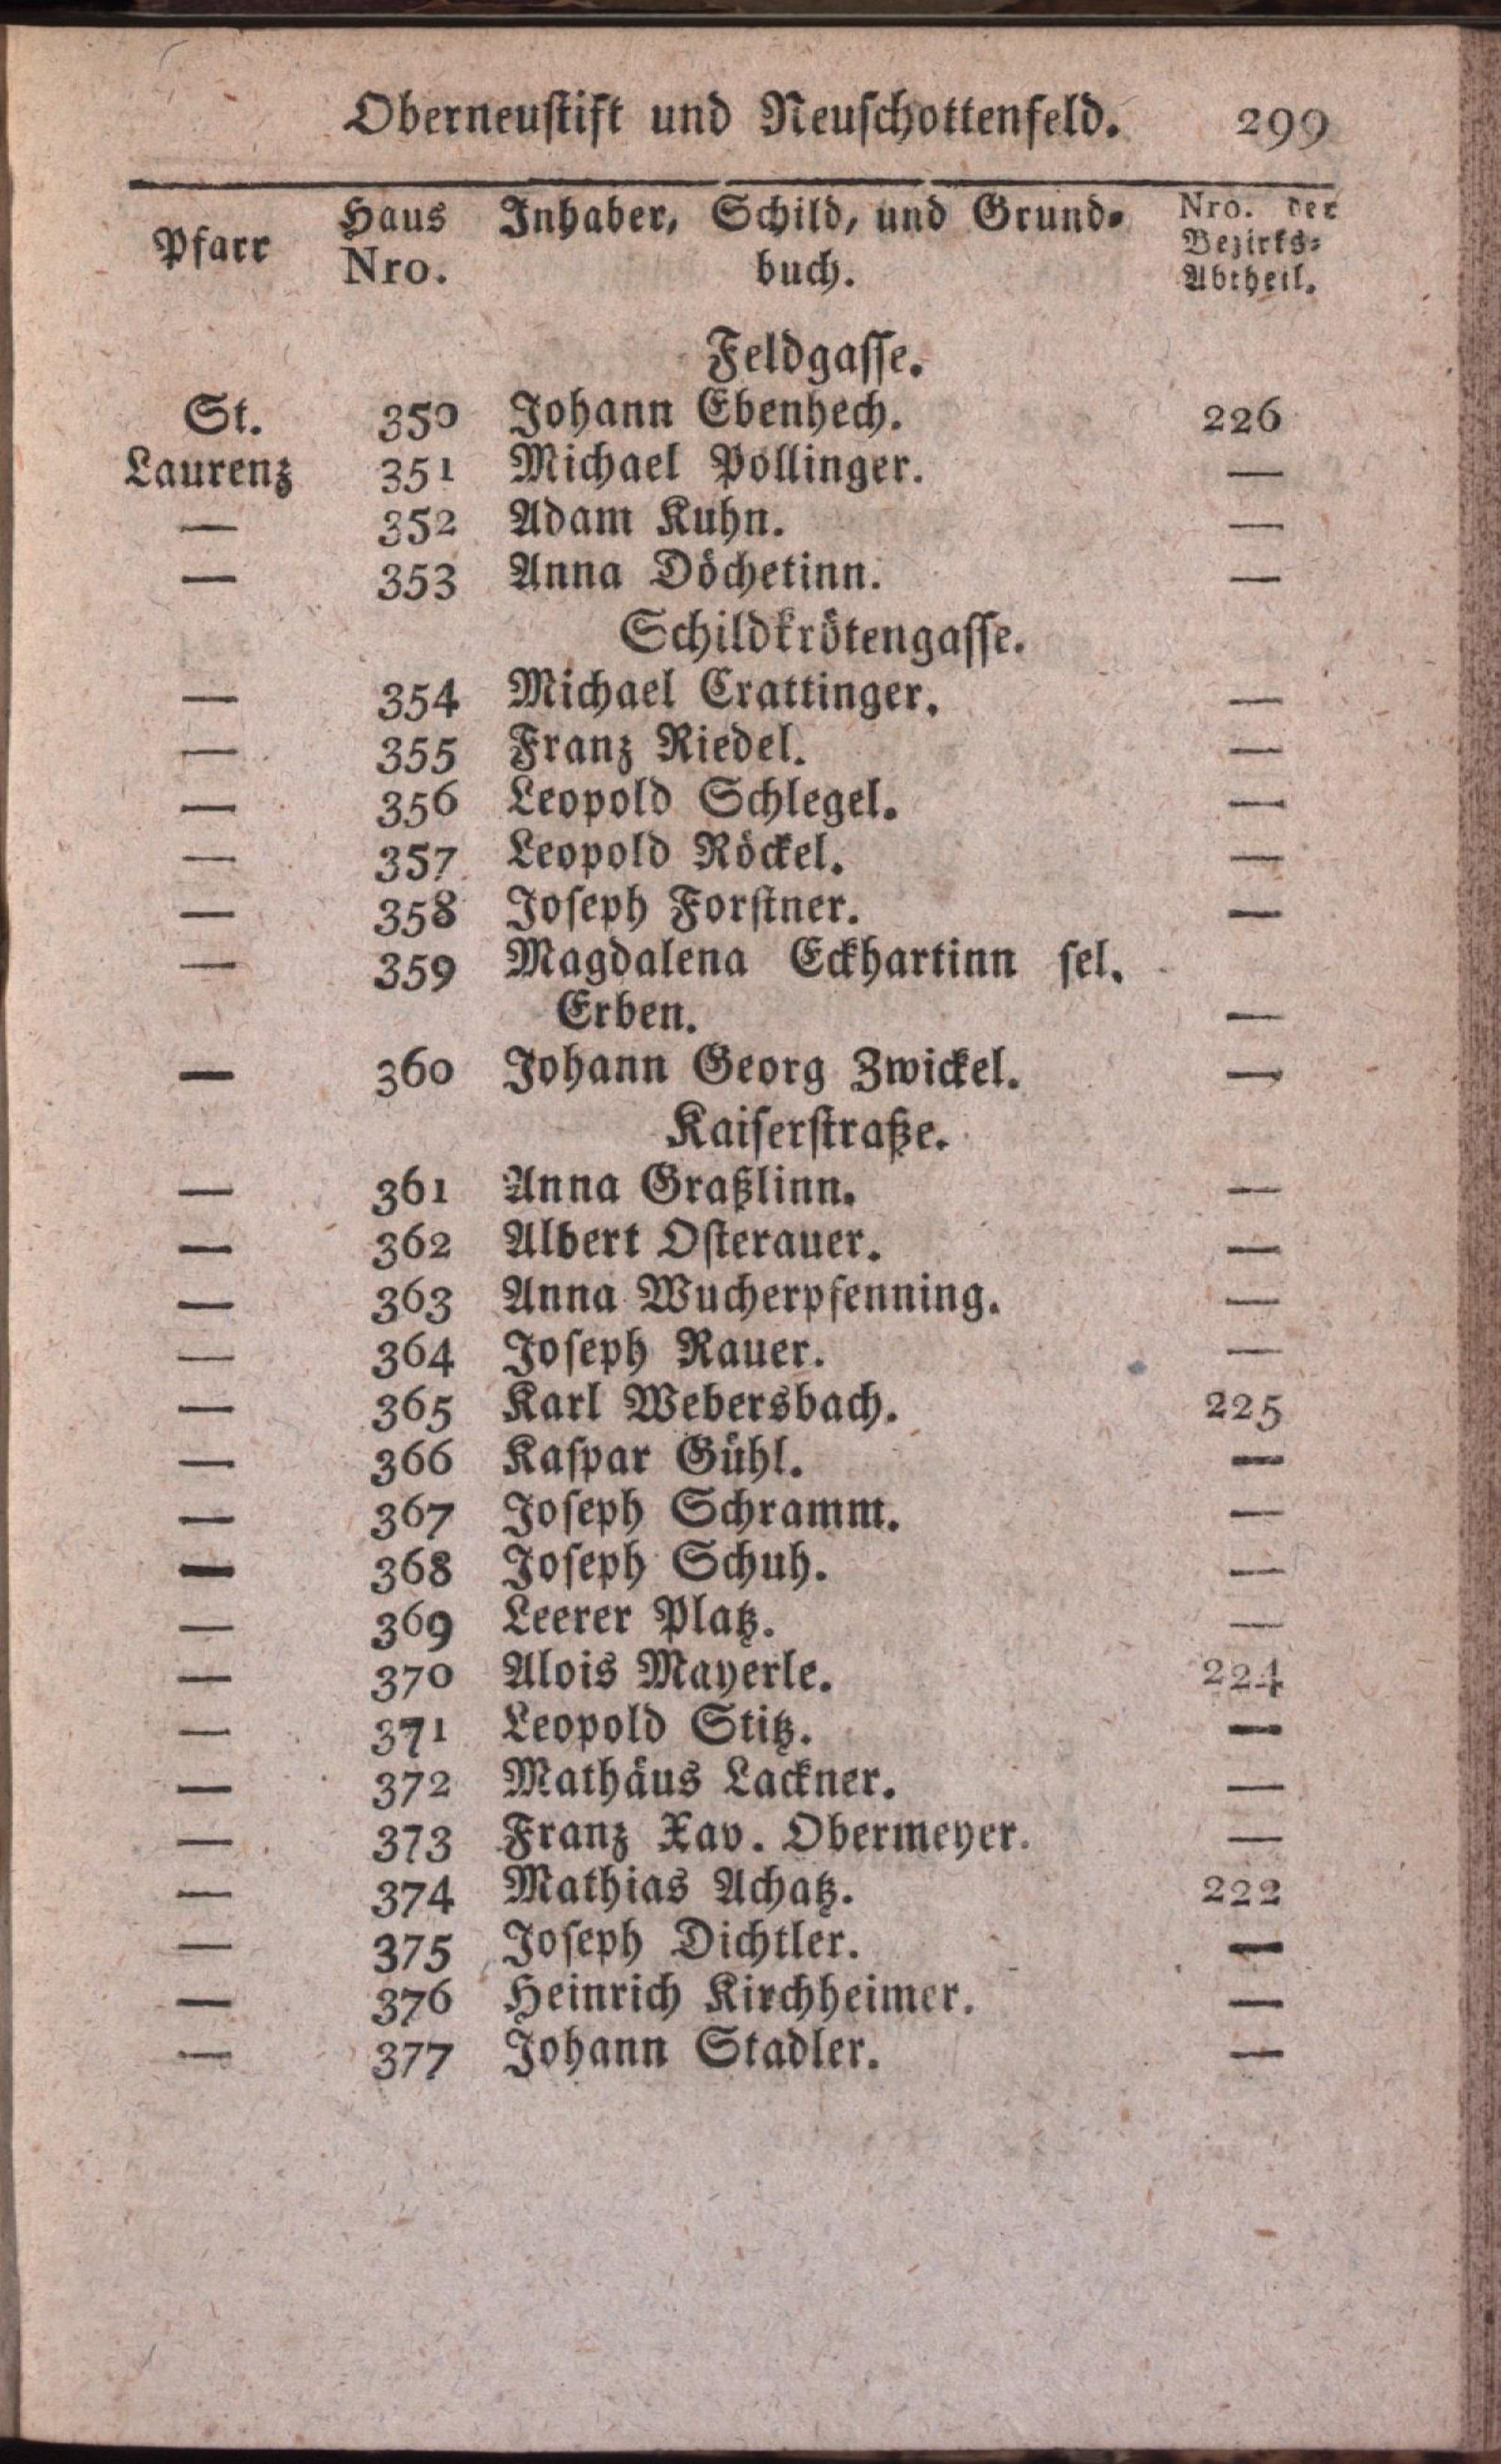 Oberneustift und Neuschottenfeld. 299
Pfarr Haus Nro. Inhaber, Schild, und Grund- buch. Nro. der Bezirks- Abtheil.
Feldgasse.
St. 350 Johann Ebenhech. 226
Laurenz 351 Michael Pollinger. —
— 352 Adam Kuhn. —
— 353 Anna Döchetinn. —
Schildkrötengasse.
— 354 Michael Crattinger. —
— 355 Franz Riedel. —
— 356 Leopold Schlegel. —
— 357 Leopold Röckel. —
— 358 Joseph Forstner. —
— 359 Magdalena Eckhartinn sel.
Erben. —
— 360 Johann Georg Zwickel. —
Kaiserstraße.
— 361 Anna Graßlinn. —
— 362 Albert Osterauer. —
— 363 Anna Wucherpfenning. —
— 364 Joseph Rauer. —
— 365 Karl Webersbach. 225
— 366 Kaspar Gühl. —
— 367 Joseph Schramm. —
— 368 Joseph Schuh. —
— 369 Leerer Platz. —
— 370 Alois Mayerle. 224
— 371 Leopold Stitz. —
— 372 Mathäus Lackner. —
— 373 Franz Xav. Obermeyer. —
— 374 Mathias Achatz. 222
— 375 Joseph Dichtler. —
— 376 Heinrich Kirchheimer. —
— 377 Johann Stadler. —